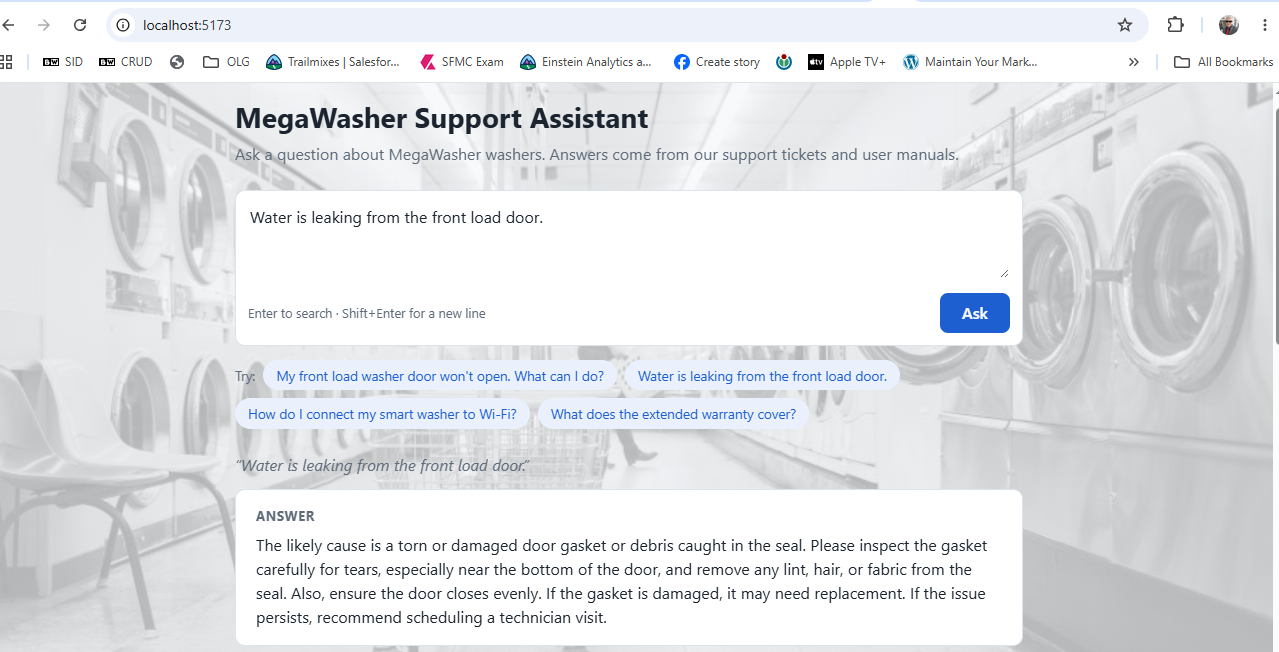 localhost:5173
SID CRUD OLG Trailmixes | Salesfor... SFMC Exam Einstein Analytics a... Create story tv Apple TV+ Maintain Your Mark... » All Bookmarks
MegaWasher Support Assistant
Ask a question about MegaWasher washers. Answers come from our support tickets and user manuals.
Water is leaking from the front load door.
Enter to search · Shift+Enter for a new line
Ask
Try: My front load washer door won't open. What can I do? Water is leaking from the front load door.
How do I connect my smart washer to Wi-Fi? What does the extended warranty cover?
“Water is leaking from the front load door.”
ANSWER
The likely cause is a torn or damaged door gasket or debris caught in the seal. Please inspect the gasket
carefully for tears, especially near the bottom of the door, and remove any lint, hair, or fabric from the
seal. Also, ensure the door closes evenly. If the gasket is damaged, it may need replacement. If the issue
persists, recommend scheduling a technician visit.